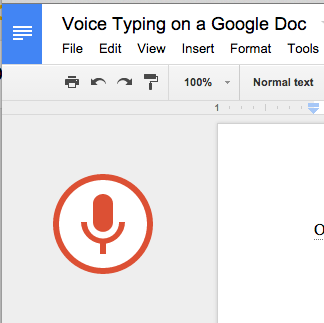 Voice Typing on a Google Doc
File Edit View Insert Format Tools
100% Normal text
1
O